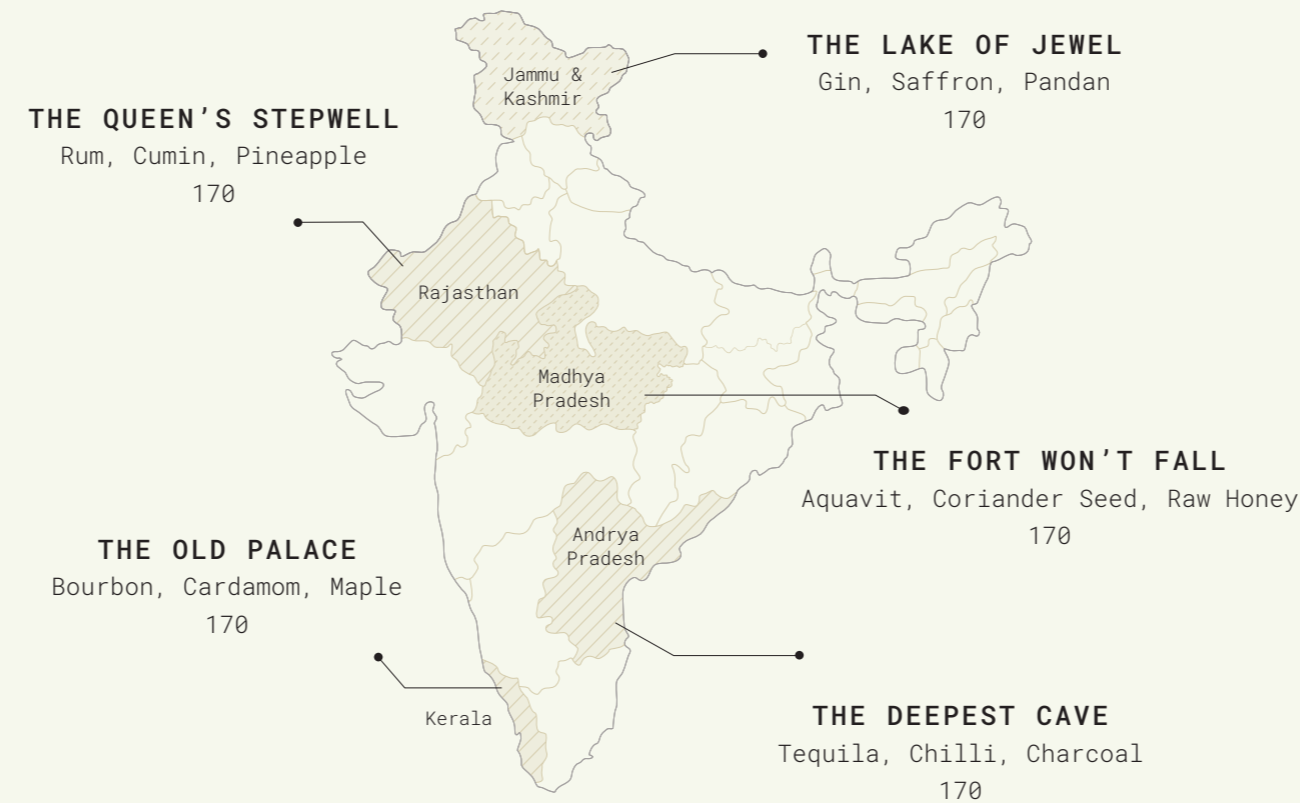 THE LAKE OF JEWEL
Gin, Saffron, Pandan
170
Jammu &
Kashmir
THE QUEEN’S STEPWELL
Rum, Cumin, Pineapple
170
Rajasthan
Madhya
Pradesh
THE FORT WON’T FALL
Aquavit, Coriander Seed, Raw Honey
170
Andrya
Pradesh
THE OLD PALACE
Bourbon, Cardamom, Maple
170
Kerala
THE DEEPEST CAVE
Tequila, Chilli, Charcoal
170